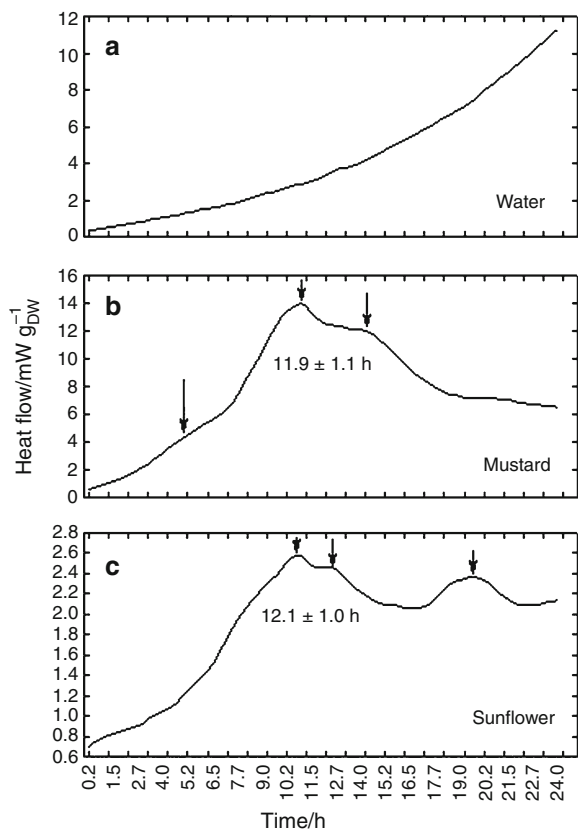 12
10
8
6
4
2
0
a
Water
Heat flow/mW g⁻¹DW
16
14
12
10
8
6
4
2
0
b
11.9 ± 1.1 h
Mustard
2.8
2.6
2.4
2.2
2.0
1.8
1.6
1.4
1.2
1.0
0.8
0.6
c
12.1 ± 1.0 h
Sunflower
0.2 1.5 2.7 4.0 5.2 6.5 7.7 9.0 10.2 11.5 12.7 14.0 15.2 16.5 17.7 19.0 20.2 21.5 22.7 24.0
Time/h